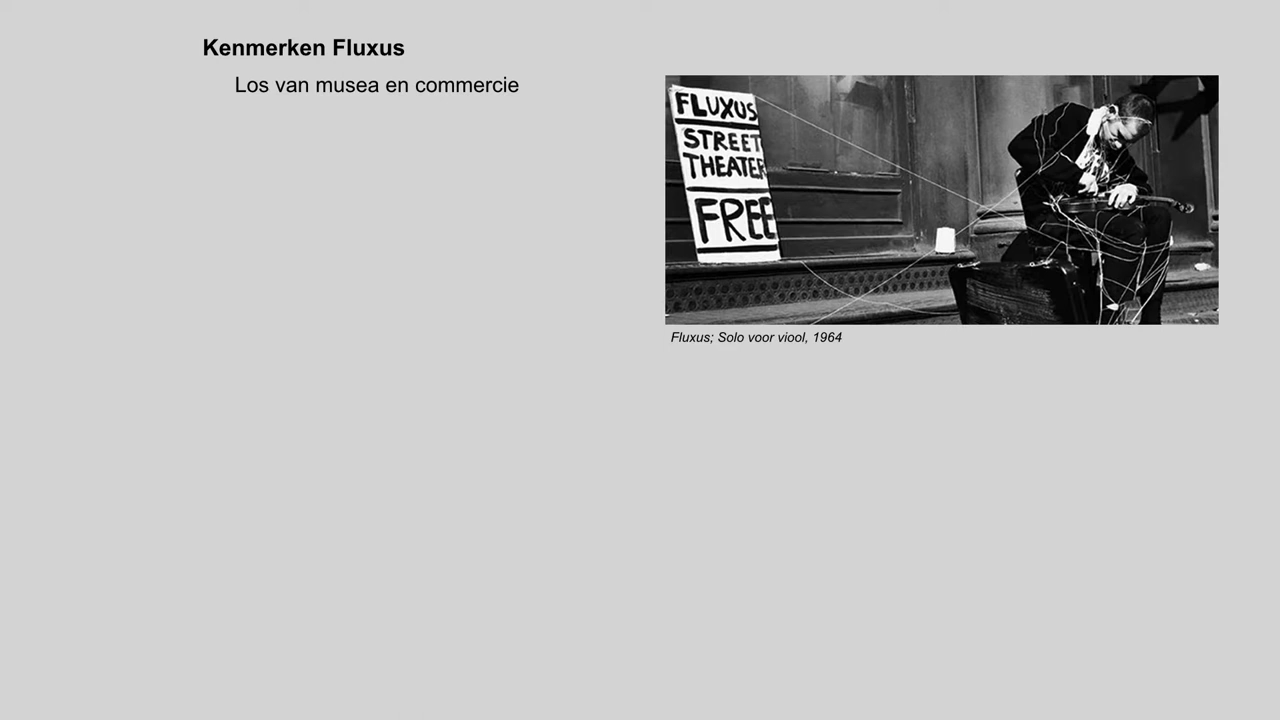 Kenmerken Fluxus
Los van musea en commercie
FLUXUS
STREET
THEATER
FREE
Fluxus; Solo voor viool, 1964